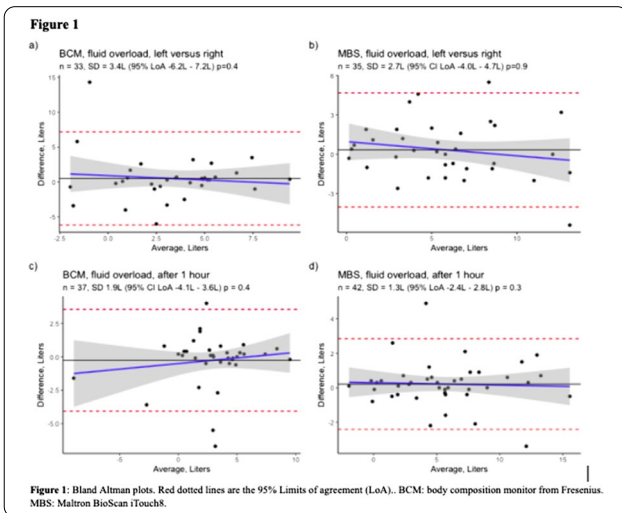 Figure 1
a)
BCM, fluid overload, left versus right
n = 33, SD = 3.4L (95% LoA -6.2L - 7.2L) p=0.4
15
10
5
0
-5
Difference, Liters
-2.5
0.0
2.5
5.0
7.5
Average, Liters
b)
MBS, fluid overload, left versus right
n = 35, SD = 2.7L (95% CI LoA -4.0L - 4.7L) p=0.9
6
3
0
-3
Difference, Liters
0
5
10
Average, Liters
c)
BCM, fluid overload, after 1 hour
n = 37, SD 1.9L (95% CI LoA -4.1L - 3.6L) p = 0.4
2.5
0.0
-2.5
-5.0
Difference, Liters
-5
0
5
10
Average, Liters
d)
MBS, fluid overload, after 1 hour
n = 42, SD = 1.3L (95% LoA -2.4L - 2.8L) p = 0.3
4
2
0
-2
Difference, Liters
0
5
10
15
Average, Liters
Figure 1: Bland Altman plots. Red dotted lines are the 95% Limits of agreement (LoA).. BCM: body composition monitor from Fresenius.
MBS: Maltron BioScan iTouch8.